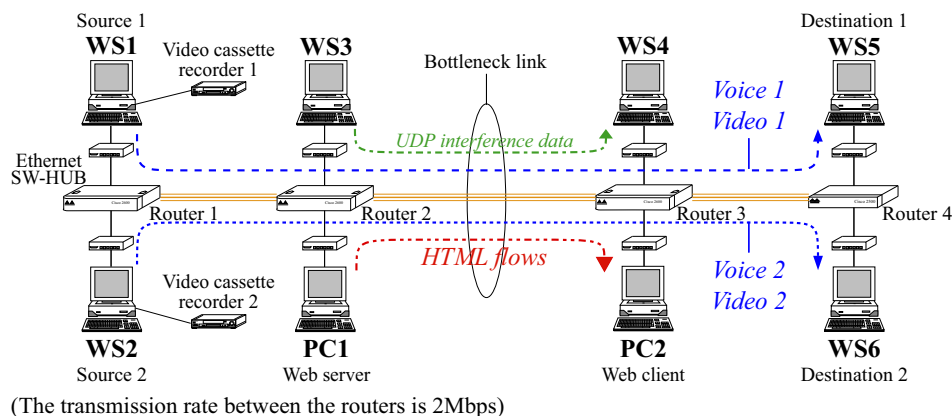 Source 1
WS1
Video cassette
recorder 1
WS3
Bottleneck link
WS4
Destination 1
WS5
Voice 1
Video 1
UDP interference data
Ethernet
SW-HUB
Router 1
Router 2
Router 3
Router 4
HTML flows
Voice 2
Video 2
Video cassette
recorder 2
WS2
Source 2
PC1
Web server
PC2
Web client
WS6
Destination 2
(The transmission rate between the routers is 2Mbps)